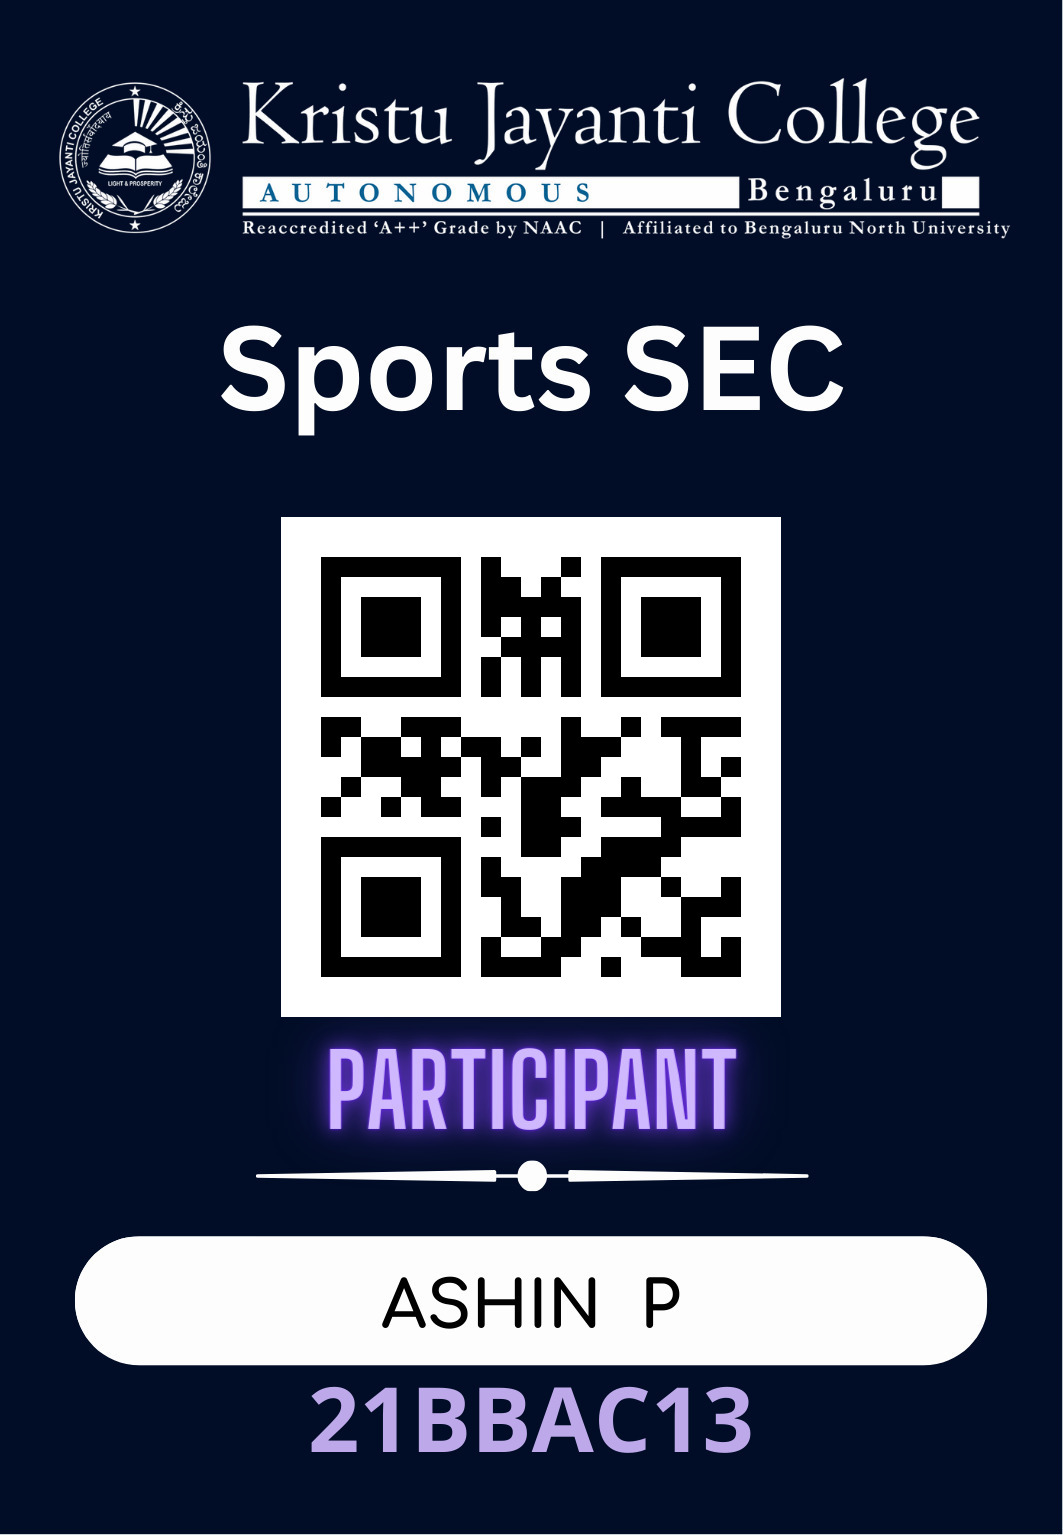 Kristu Jayanti College
AUTONOMOUS Bengaluru
Reaccredited ‘A++’ Grade by NAAC | Affiliated to Bengaluru North University
KRISTU JAYANTI COLLEGE
LIGHT & PROSPERITY
Sports SEC
PARTICIPANT
ASHIN P
21BBAC13